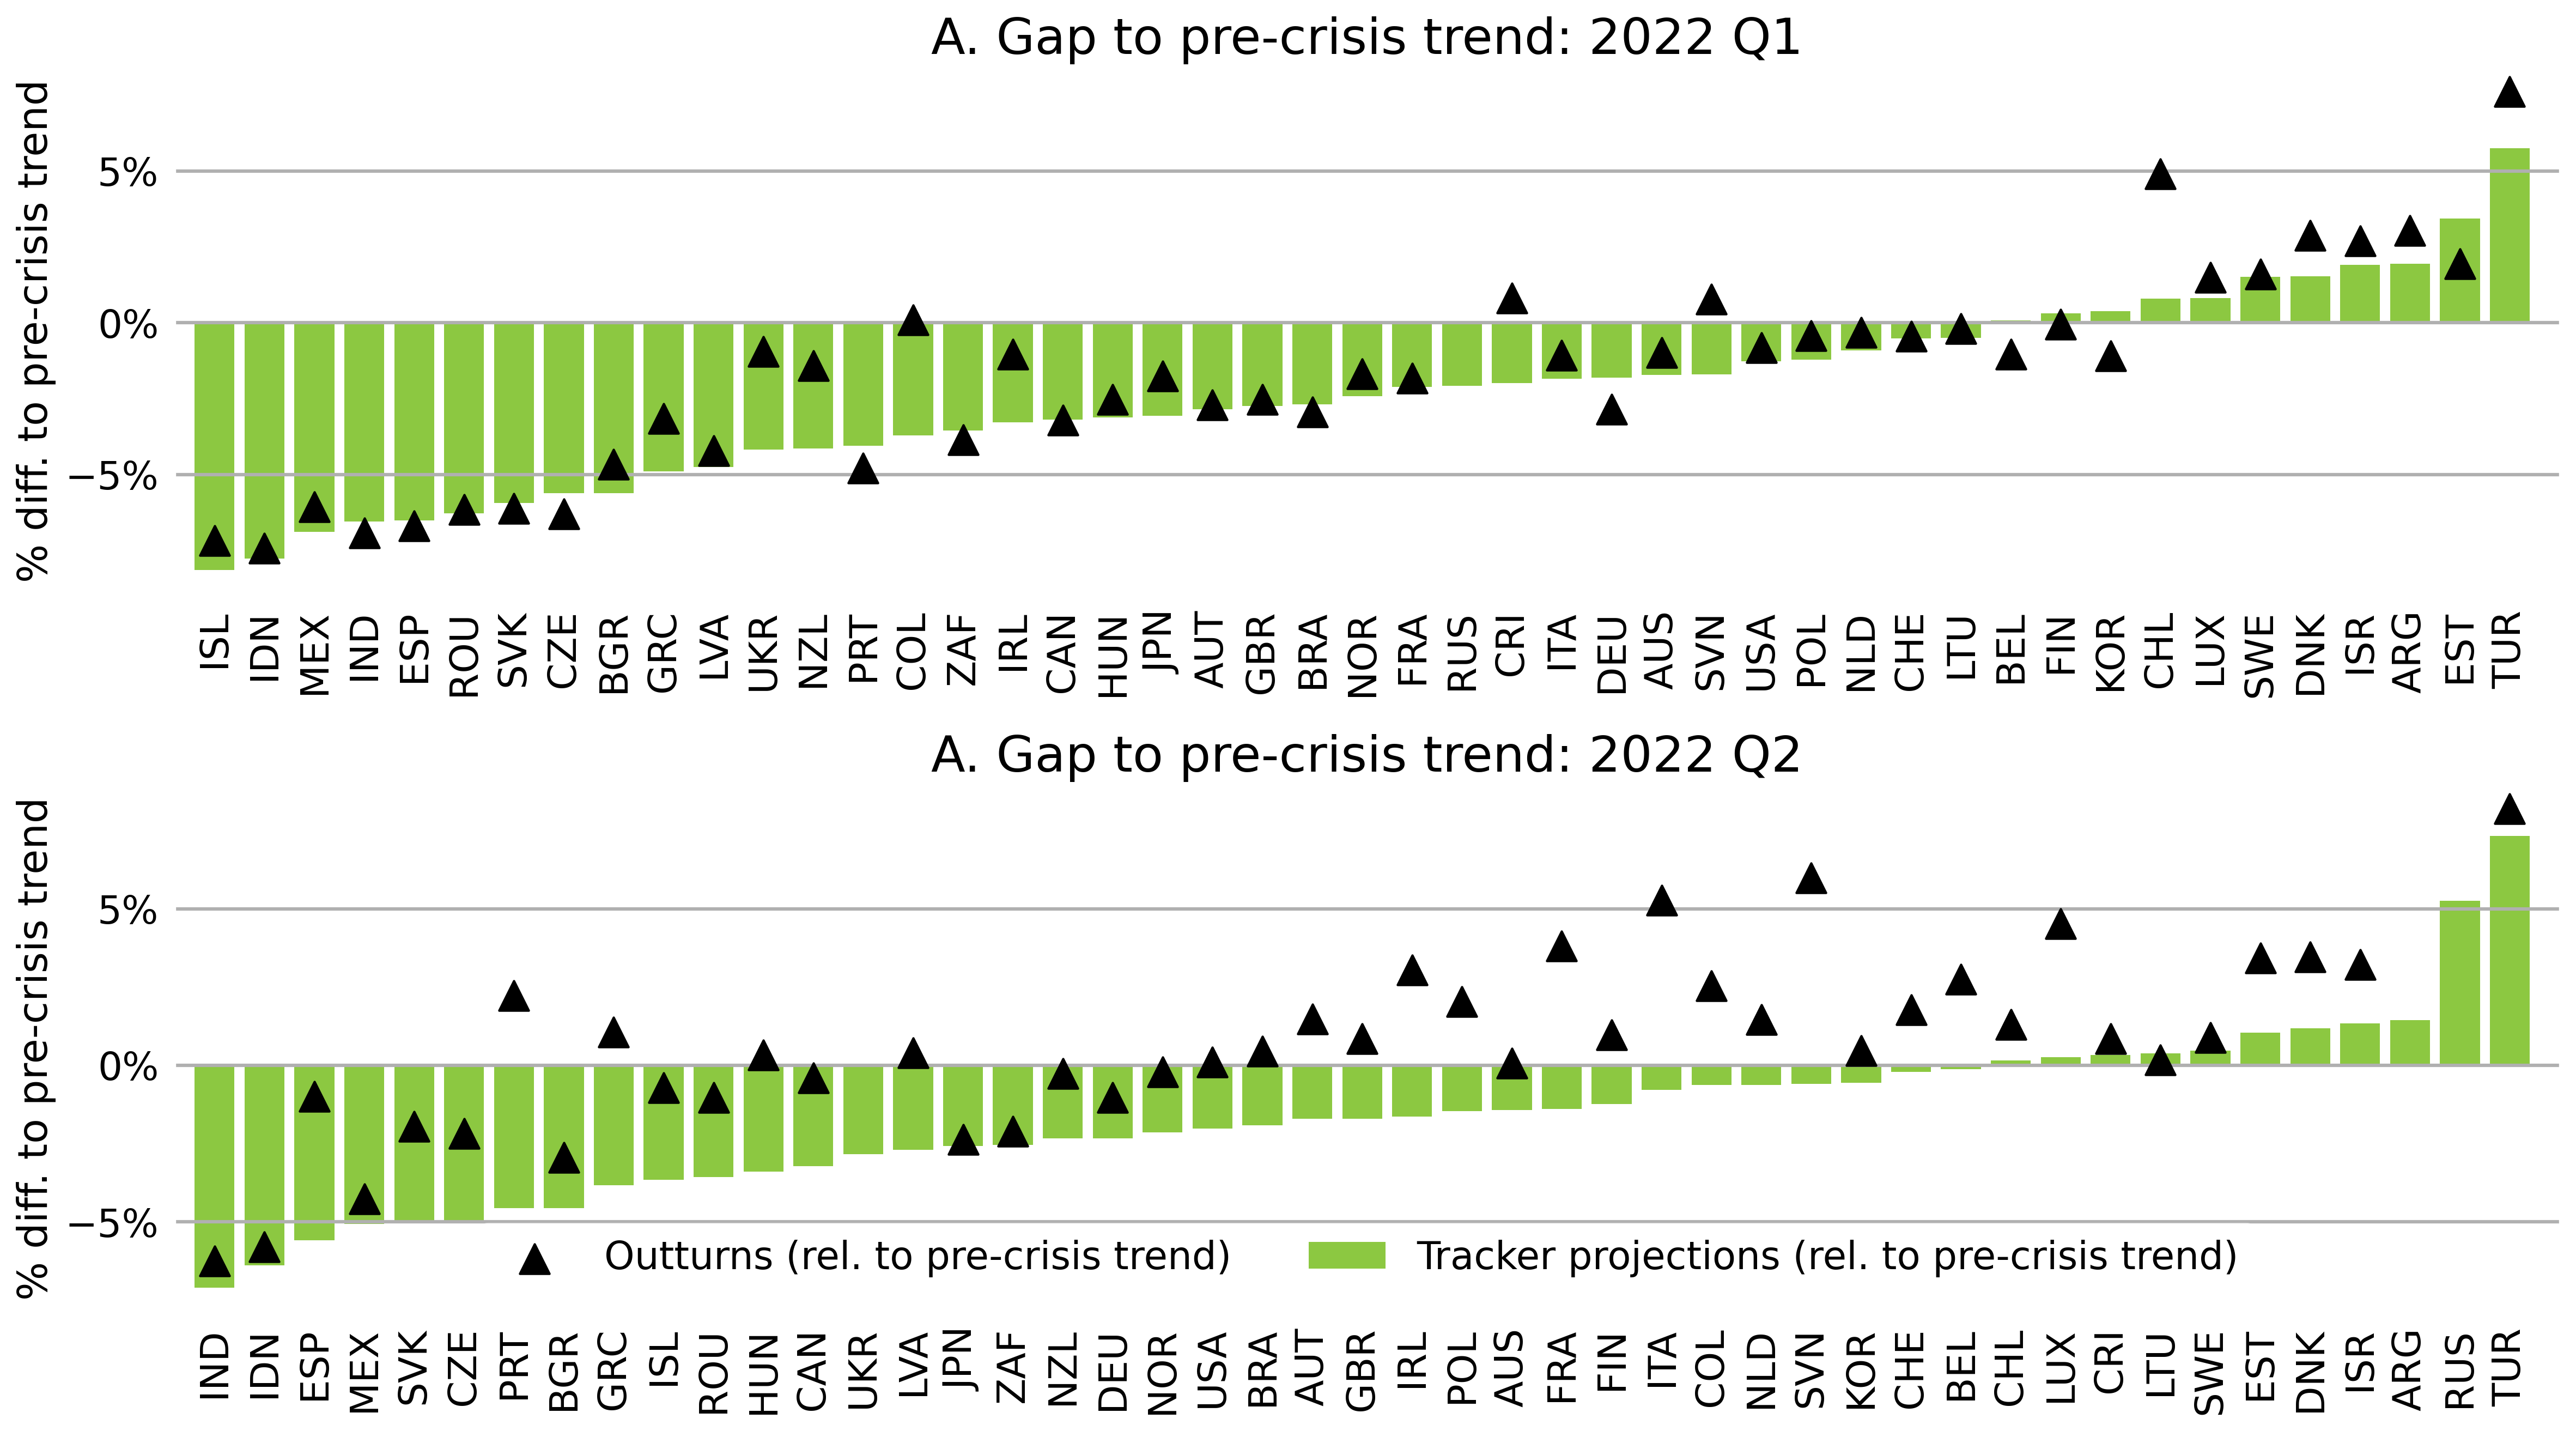 A. Gap to pre-crisis trend: 2022 Q1
% diff. to pre-crisis trend
5%
0%
−5%
ISL IDN MEX IND ESP ROU SVK CZE BGR GRC LVA UKR NZL PRT COL ZAF IRL CAN HUN JPN AUT GBR BRA NOR FRA RUS CRI ITA DEU AUS SVN USA POL NLD CHE LTU BEL FIN KOR CHL LUX SWE DNK ISR ARG EST TUR
A. Gap to pre-crisis trend: 2022 Q2
% diff. to pre-crisis trend
5%
0%
−5%
Outturns (rel. to pre-crisis trend) Tracker projections (rel. to pre-crisis trend)
IND IDN ESP MEX SVK CZE PRT BGR GRC ISL ROU HUN CAN UKR LVA JPN ZAF NZL DEU NOR USA BRA AUT GBR IRL POL AUS FRA FIN ITA COL NLD SVN KOR CHE BEL CHL LUX CRI LTU SWE EST DNK ISR ARG RUS TUR